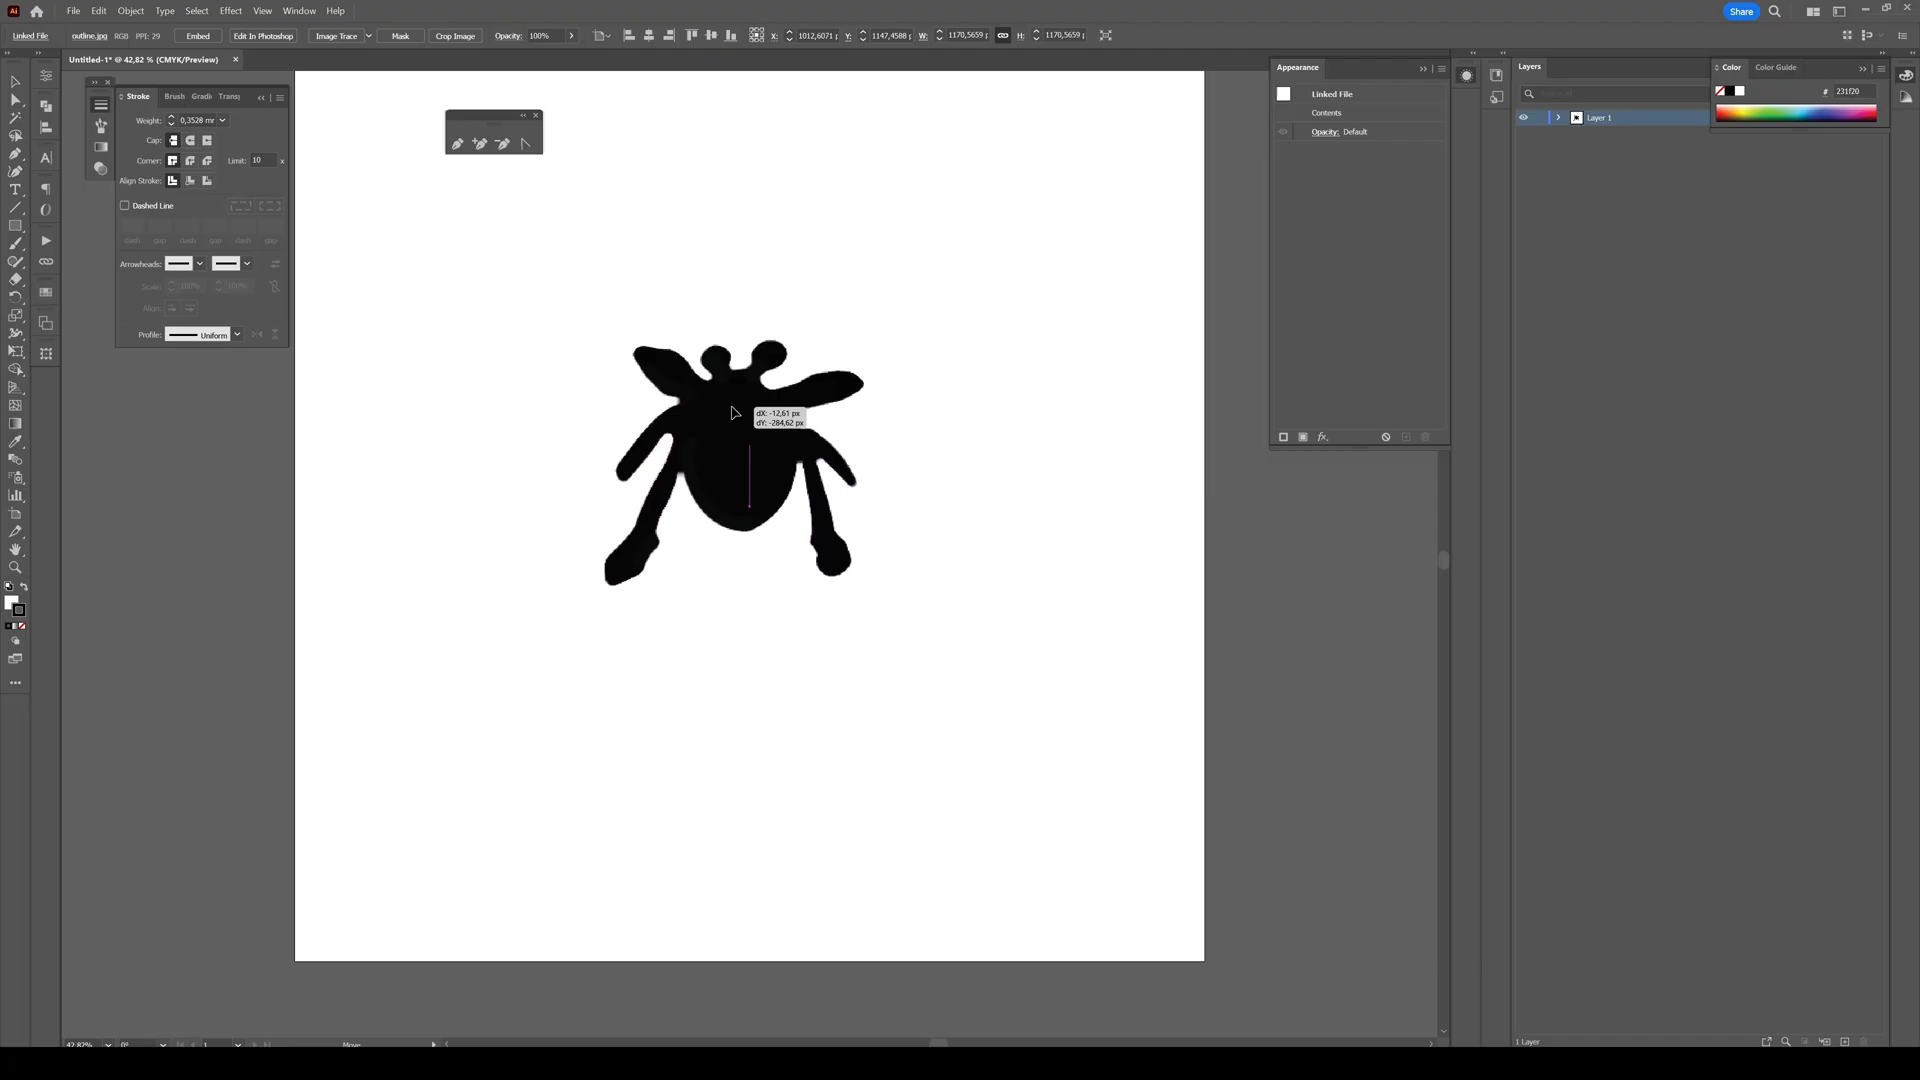 Ai File Edit Object Type Select Effect View Window Help Share
Linked File outline.jpg RGB PPI: 29 Embed Edit In Photoshop Image Trace Mask Crop Image Opacity: 100% X: 1012,6071 p Y: 1147,4588 p W: 1170,5659 p H: 1170,5659 p
Untitled-1* @ 42,82 % (CMYK/Preview)
Stroke Brush Gradi Transp
Weight: 0,3528 mr
Cap:
Corner: Limit: 10 x
Align Stroke:
Dashed Line
dash gap dash gap dash gap
Arrowheads:
Scale: 100% 100%
Align:
Profile: Uniform
dX: -12,61 px
dY: -284,62 px
Appearance
Linked File
Contents
Opacity: Default
fx
Layers
Layer 1
Color Color Guide
# 231f20
42,82% 0° 1 Move
1 Layer